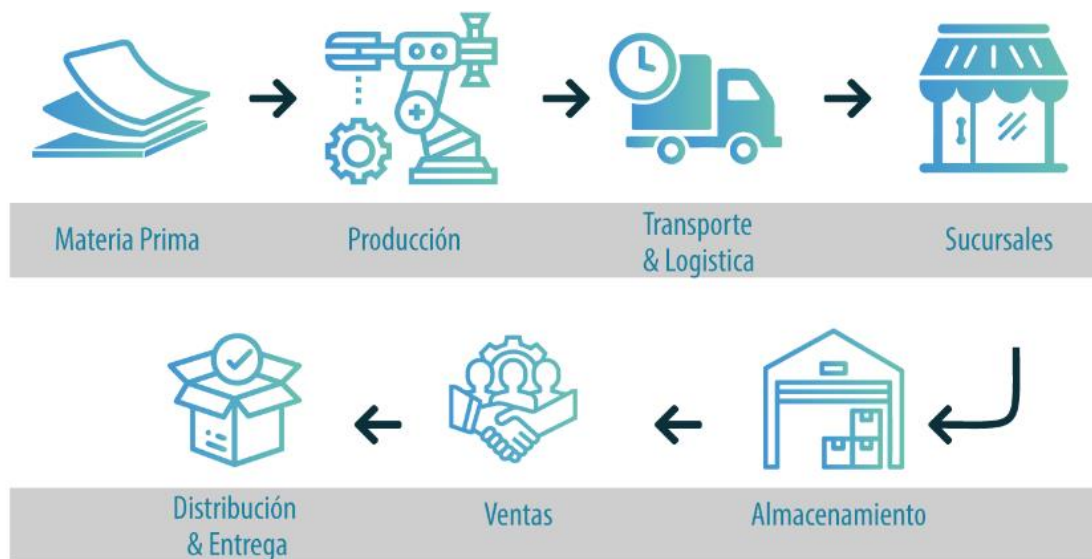 Materia Prima
Producción
Transporte
& Logistica
Sucursales
Almacenamiento
Ventas
Distribución
& Entrega